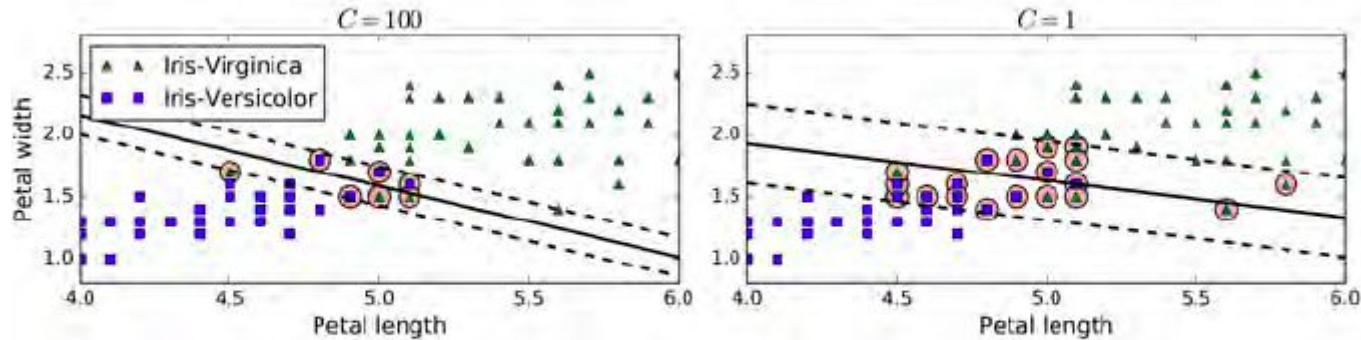 C = 100
C = 1
Iris-Virginica
Iris-Versicolor
Petal width
2.5
2.0
1.5
1.0
4.0
4.5
5.0
5.5
6.0
Petal length
2.5
2.0
1.5
1.0
4.0
4.5
5.0
5.5
6.0
Petal length